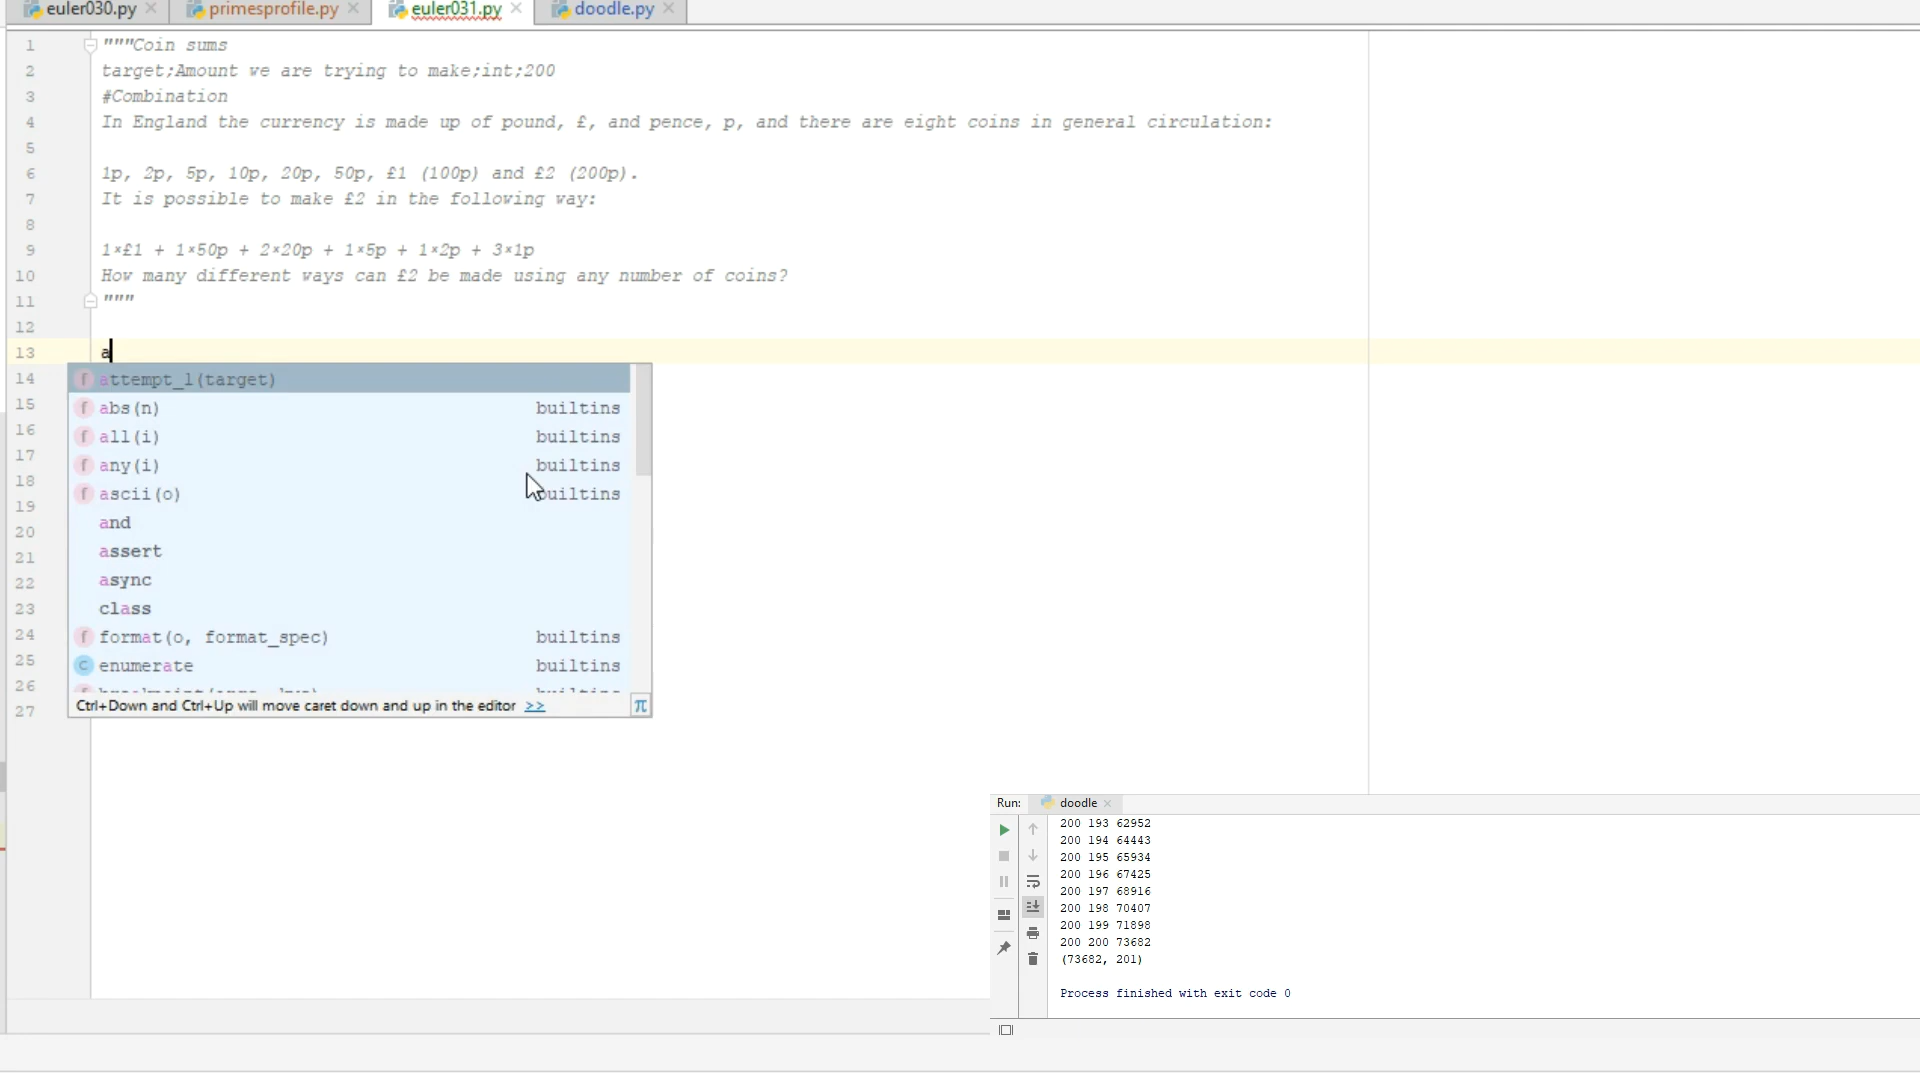 euler030.py primesprofile.py euler031.py doodle.py
1 """Coin sums
2 target;Amount we are trying to make;int;200
3 #Combination
4 In England the currency is made up of pound, £, and pence, p, and there are eight coins in general circulation:
5
6 1p, 2p, 5p, 10p, 20p, 50p, £1 (100p) and £2 (200p).
7 It is possible to make £2 in the following way:
8
9 1×£1 + 1×50p + 2×20p + 1×5p + 1×2p + 3×1p
10 How many different ways can £2 be made using any number of coins?
11 """
12
13 a
14 f attempt_1(target)
15 f abs(n) builtins
16 f all(i) builtins
17 f any(i) builtins
18 f ascii(o) builtins
19 and
20 assert
21 async
22
23 class
24 f format(o, format_spec) builtins
25 c enumerate builtins
26
27 Ctrl+Down and Ctrl+Up will move caret down and up in the editor >> π
Run: doodle
200 193 62952
200 194 64443
200 195 65934
200 196 67425
200 197 68916
200 198 70407
200 199 71898
200 200 73682
(73682, 201)
Process finished with exit code 0